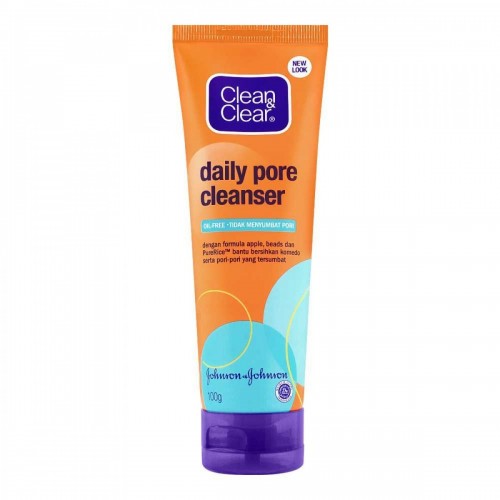 NEW
LOOK
Clean &
Clear®
daily pore
cleanser
OIL FREE • TIDAK MENYUMBAT PORI
dengan formula apple, beads dan
PureRice™ bantu bersihkan komedo
serta pori-pori yang tersumbat
Johnson & Johnson
100g